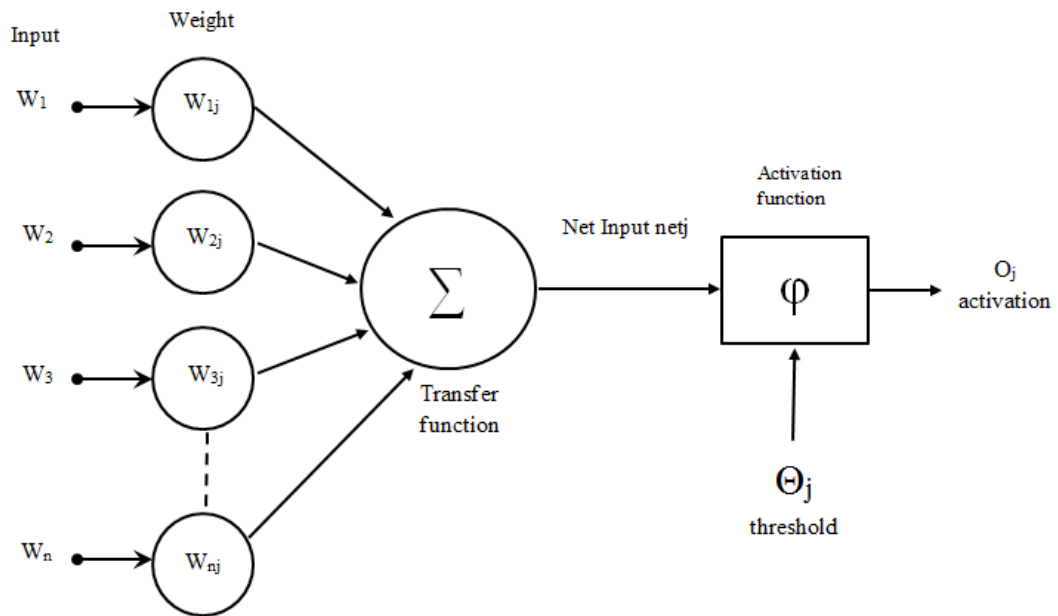 Input
Weight
W1
W1j
W2
W2j
W3
W3j
Wn
Wnj
Σ
Transfer
function
Net Input netj
Activation
function
φ
Oj
activation
Θj
threshold